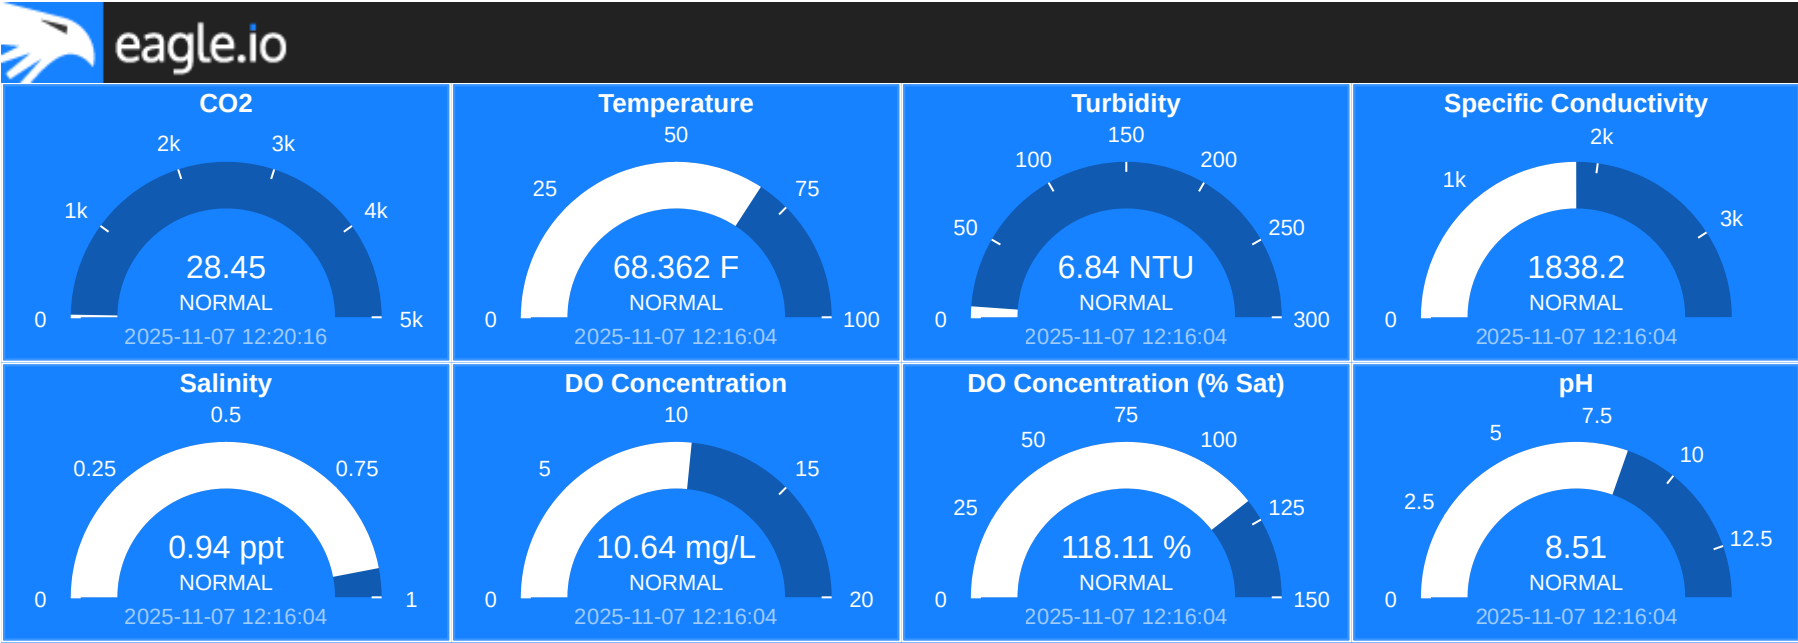 eagle.io
CO2
0
1k
2k
3k
4k
5k
28.45
NORMAL
2025-11-07 12:20:16
Temperature
0
25
50
75
100
68.362 F
NORMAL
2025-11-07 12:16:04
Turbidity
0
50
100
150
200
250
300
6.84 NTU
NORMAL
2025-11-07 12:16:04
Specific Conductivity
0
1k
2k
3k
1838.2
NORMAL
2025-11-07 12:16:04
Salinity
0
0.25
0.5
0.75
1
0.94 ppt
NORMAL
2025-11-07 12:16:04
DO Concentration
0
5
10
15
20
10.64 mg/L
NORMAL
2025-11-07 12:16:04
DO Concentration (% Sat)
0
25
50
75
100
125
150
118.11 %
NORMAL
2025-11-07 12:16:04
pH
0
2.5
5
7.5
10
12.5
8.51
NORMAL
2025-11-07 12:16:04